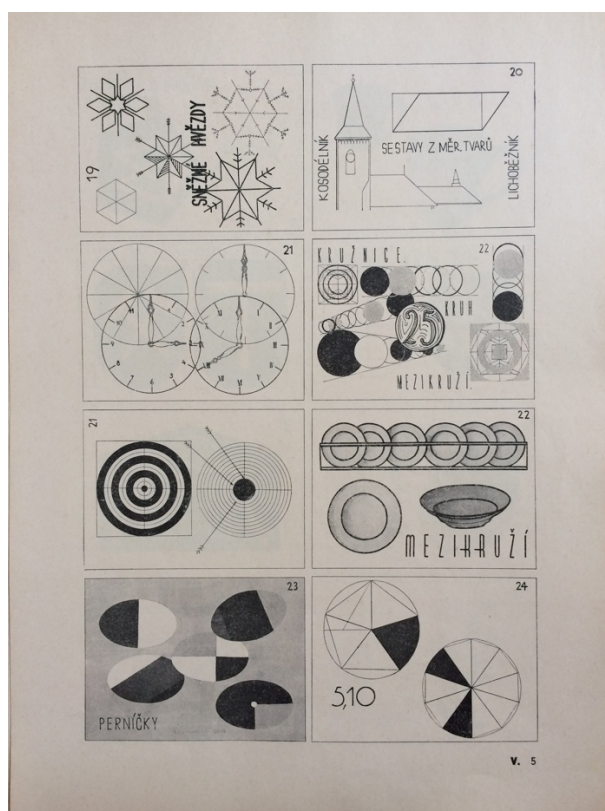 19
SNĚŽNÉ HVĚZDY
20
KOSODÉLNÍK
SESTAVY Z MĚR. TVARŮ
LICHOBĚŽNÍK
21
22
KRUŽNICE.
KRUH
25
MEZIKRUŽÍ.
21
22
MEZIKRUŽÍ
23
PERNÍČKY
24
5,10
V. 5